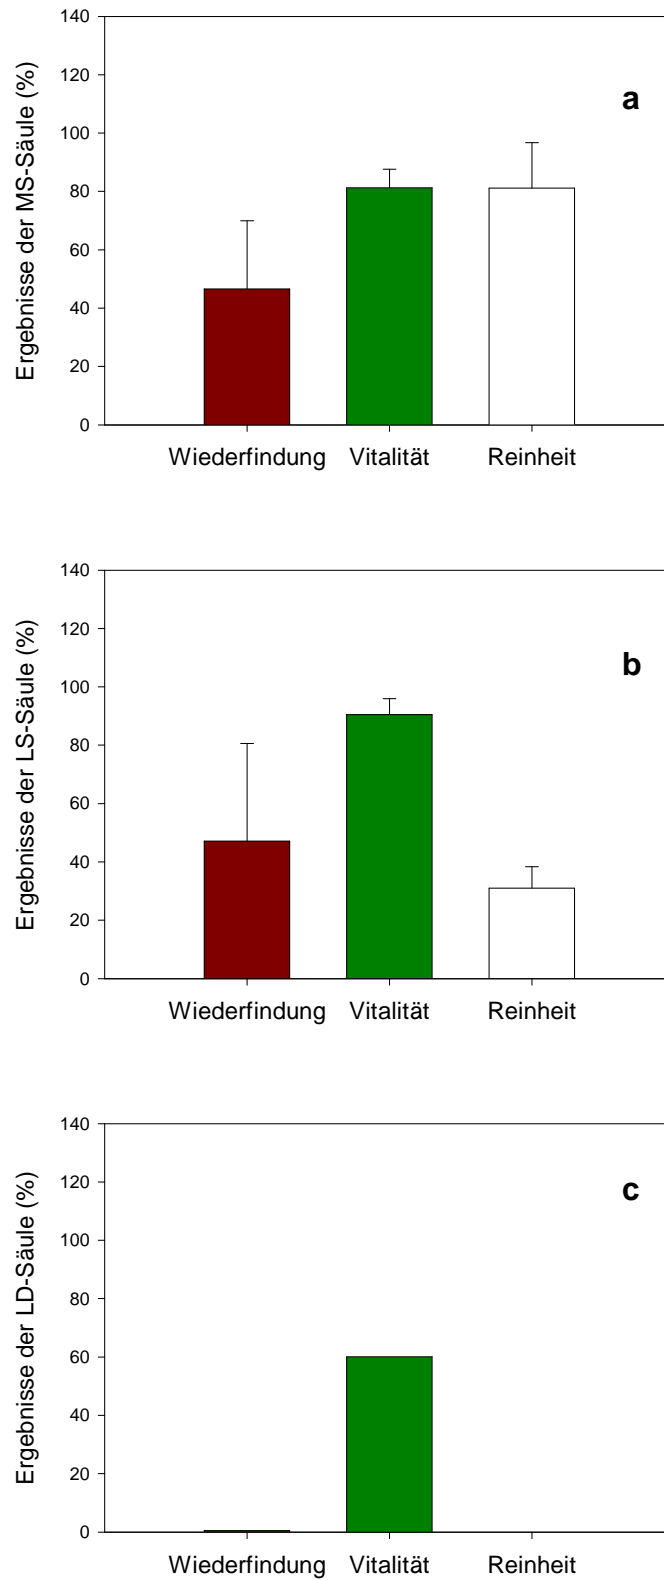 140
120
100
80
60
40
20
0
Ergebnisse der MS-Säule (%)
a
Wiederfindung Vitalität Reinheit
140
120
100
80
60
40
20
0
Ergebnisse der LS-Säule (%)
b
Wiederfindung Vitalität Reinheit
140
120
100
80
60
40
20
0
Ergebnisse der LD-Säule (%)
c
Wiederfindung Vitalität Reinheit